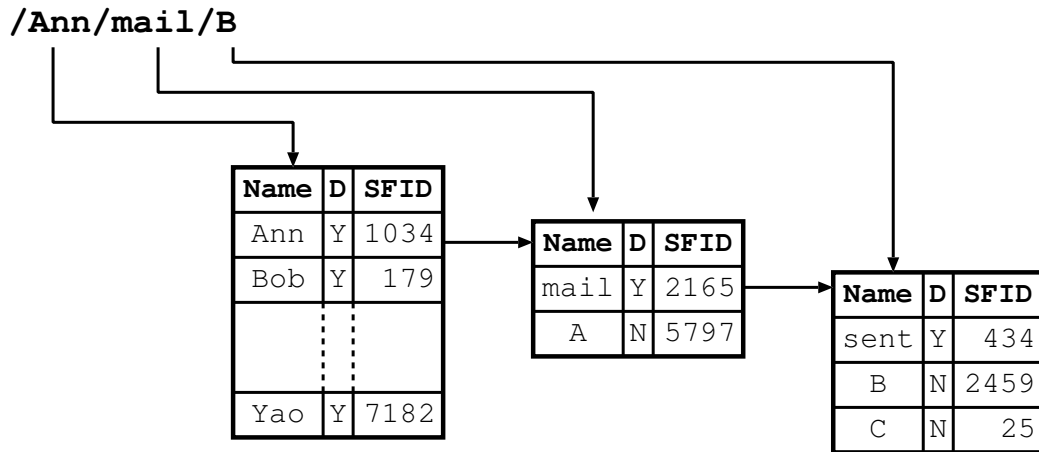 /Ann/mail/B
Name D SFID
Ann Y 1034
Bob Y 179
Yao Y 7182
Name D SFID
mail Y 2165
A N 5797
Name D SFID
sent Y 434
B N 2459
C N 25